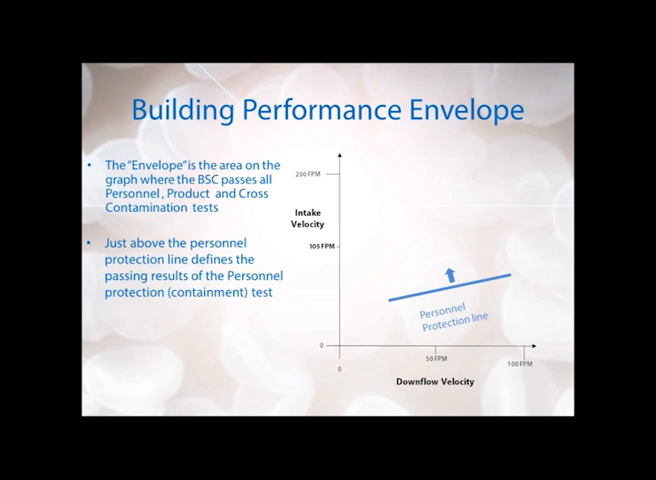 Building Performance Envelope
• The “Envelope” is the area on the
graph where the BSC passes all
Personnel, Product and Cross
Contamination tests
• Just above the personnel
protection line defines the
passing results of the Personnel
protection (containment) test
200 FPM
Intake
Velocity
105 FPM
Personnel
Protection line
0
0
50 FPM
100 FPM
Downflow Velocity